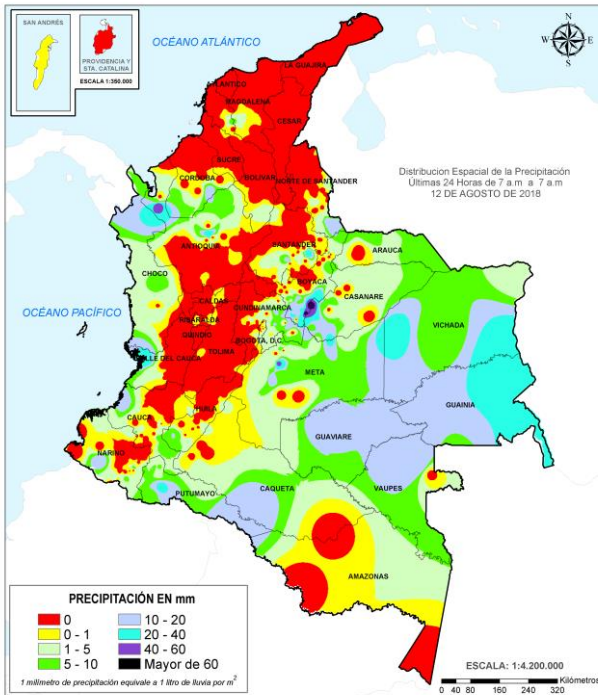 SAN ANDRÉS
PROVIDENCIA Y
STA. CATALINA
ESCALA 1:350.000
OCÉANO ATLÁNTICO
N
W E
S
LA GUAJIRA
ATLÁNTICO
MAGDALENA
CESAR
SUCRE
CORDOBA
BOLIVAR
NORTE DE SANTANDER
Distribucion Espacial de la Precipitación
Últimas 24 Horas de 7 a.m a 7 a.m
12 DE AGOSTO DE 2018
ANTIOQUIA
SANTANDER
ARAUCA
CHOCO
BOYACA
CASANARE
OCÉANO PACÍFICO
CALDAS
CUNDINAMARCA
VICHADA
RISARALDA
QUINDIO
BOGOTA, D.C.
TOLIMA
VALLE DEL CAUCA
META
GUAINIA
CAUCA
HUILA
GUAVIARE
NARIÑO
PUTUMAYO
CAQUETA
VAUPES
AMAZONAS
PRECIPITACIÓN EN mm
0
0 - 1
1 - 5
5 - 10
10 - 20
20 - 40
40 - 60
Mayor de 60
1 milimetro de precipitación equivale a 1 litro de lluvia por m2
ESCALA: 1:4.200.000
0 40 80 160 240 320
Kilómetros